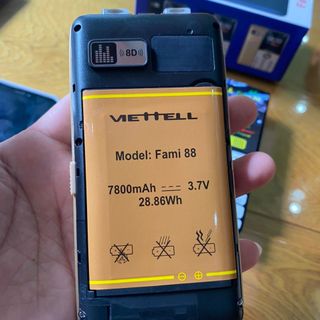 8D
VIETTELL
Model: Fami 88
7800mAh 3.7V
28.86Wh